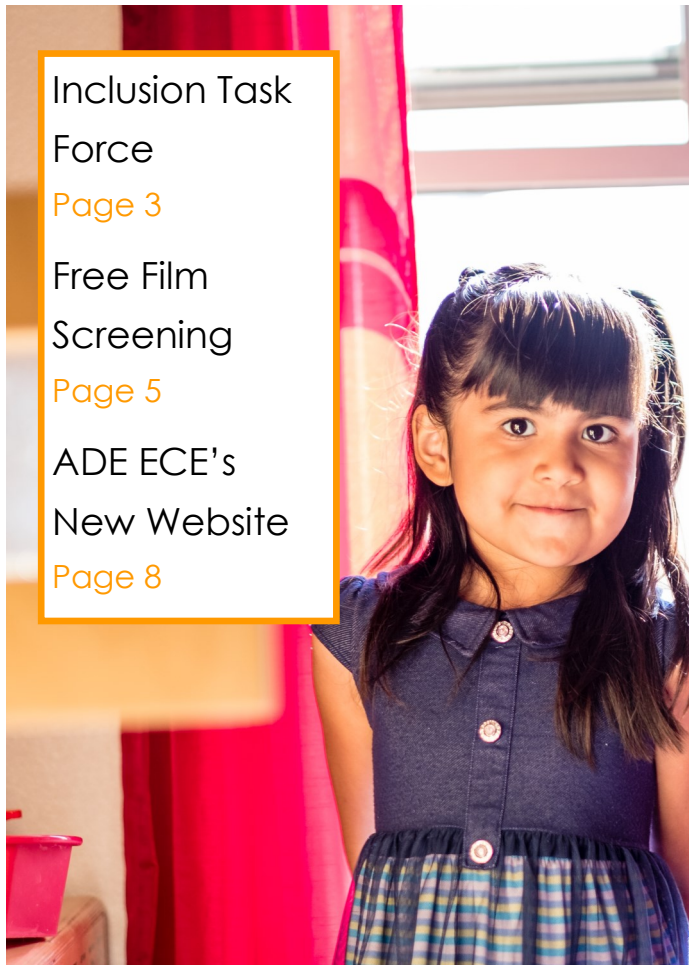 Inclusion Task
Force
Page 3
Free Film
Screening
Page 5
ADE ECE’s
New Website
Page 8